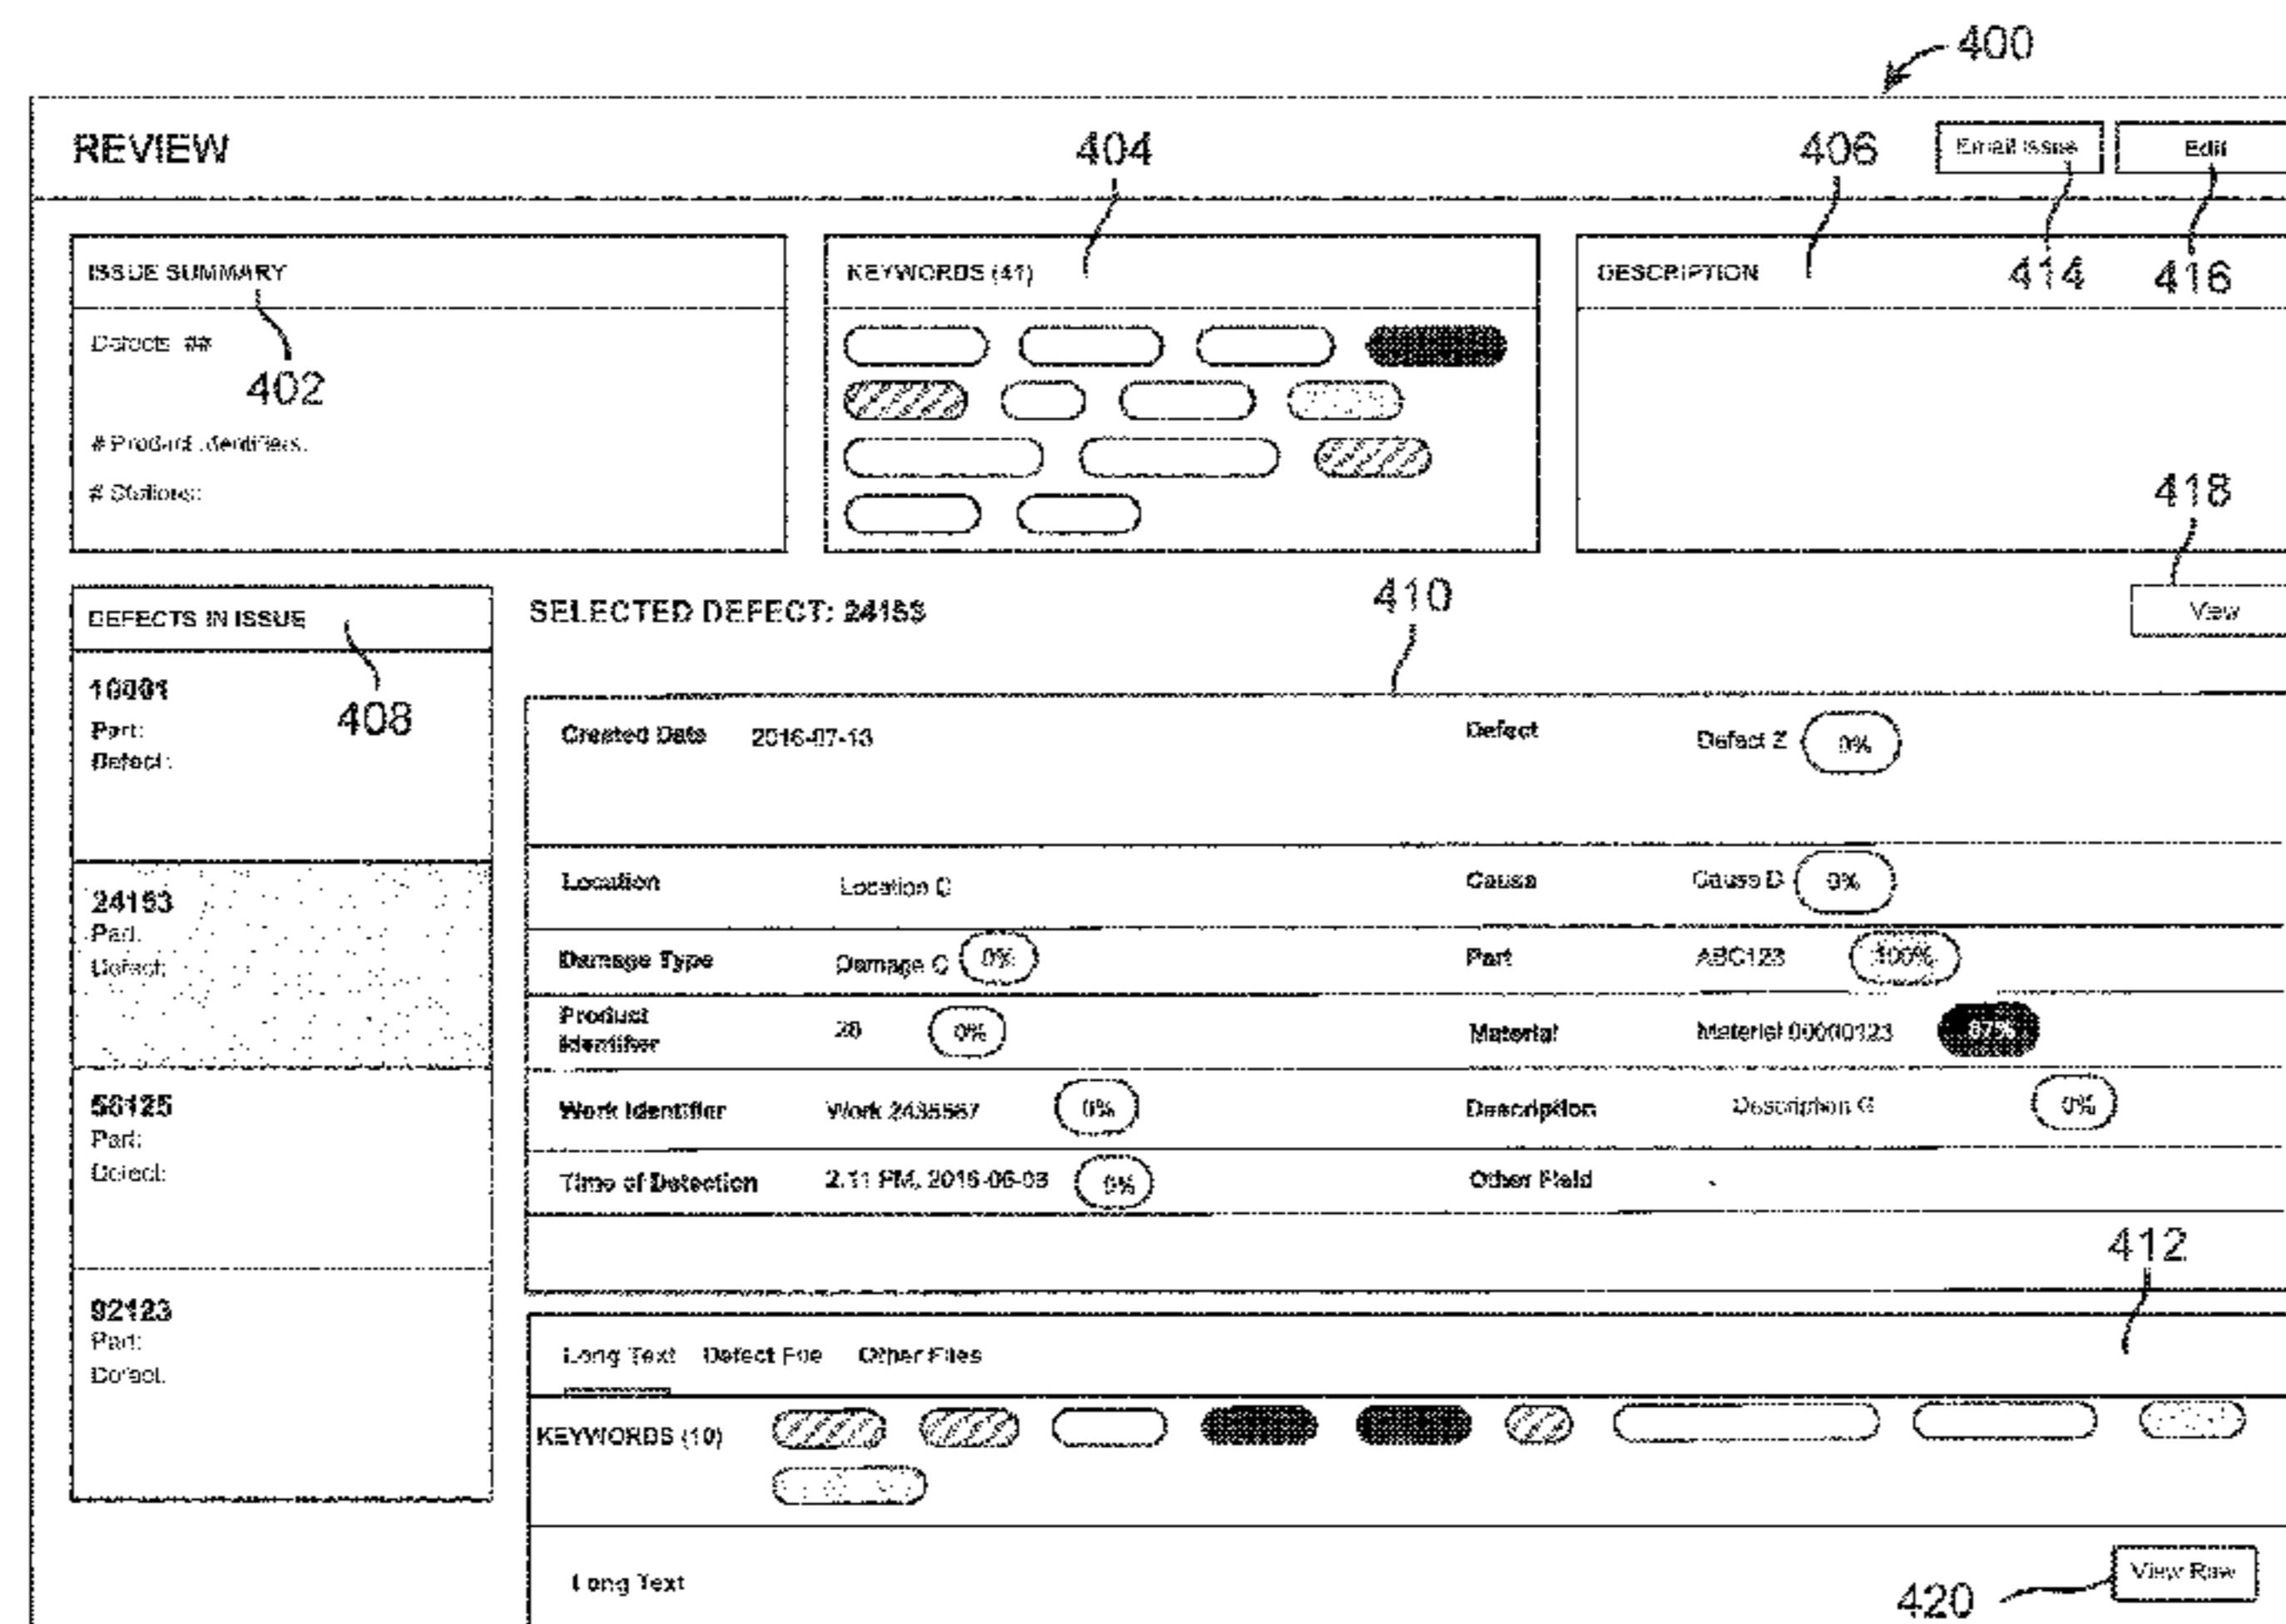 400
REVIEW
404
406
Email Issue
Edit
ISSUE SUMMARY
KEYWORDS (41)
DESCRIPTION
414
416
Defects ##
402
# Product Identifiers:
# Stations:
418
DEFECTS IN ISSUE
SELECTED DEFECT: 24153
410
View
10001
Part:
Defect:
408
Created Date 2016-07-13
Defect Defect Z 0%
24153
Part:
Defect:
Location Location C
Cause Cause D 0%
Damage Type Damage C 0%
Part ABC123 100%
Product Identifier 20 0%
Material Material 00000123 67%
56125
Part:
Defect:
Work Identifier Work 2435567 0%
Description Description G 0%
Time of Detection 2:11 PM, 2016-06-03 0%
Other Field -
412
92123
Part:
Defect:
Long Text Defect File Other Files
KEYWORDS (10)
Long Text
View Raw
420